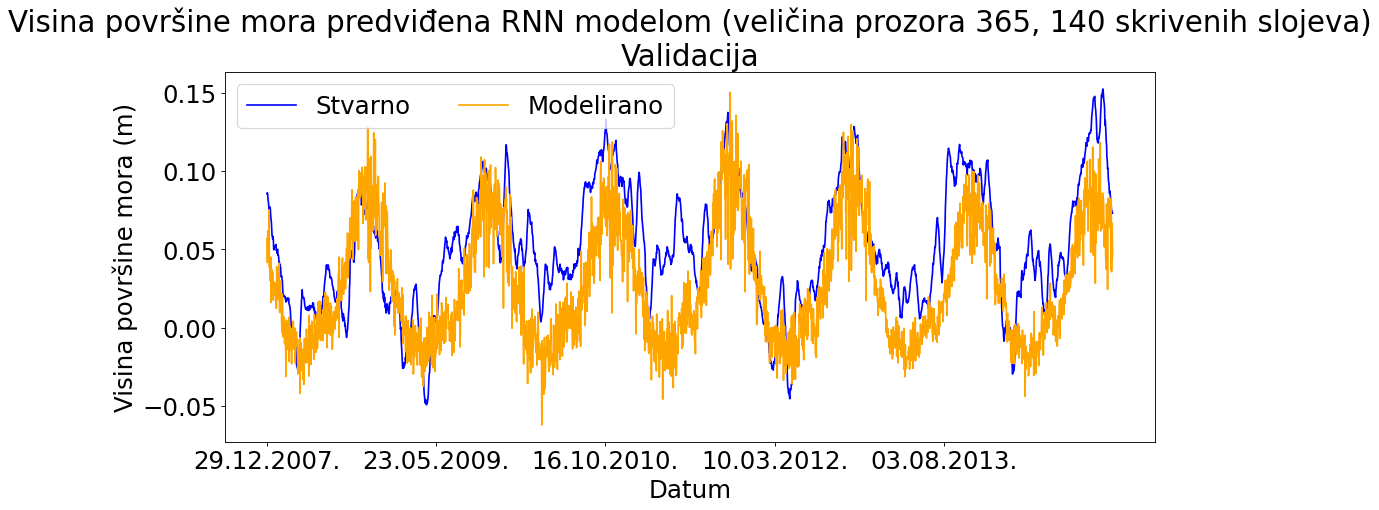 Visina površine mora predviđena RNN modelom (veličina prozora 365, 140 skrivenih slojeva)
Validacija
Stvarno
Modelirano
Visina površine mora (m)
0.15
0.10
0.05
0.00
−0.05
29.12.2007.
23.05.2009.
16.10.2010.
10.03.2012.
03.08.2013.
Datum